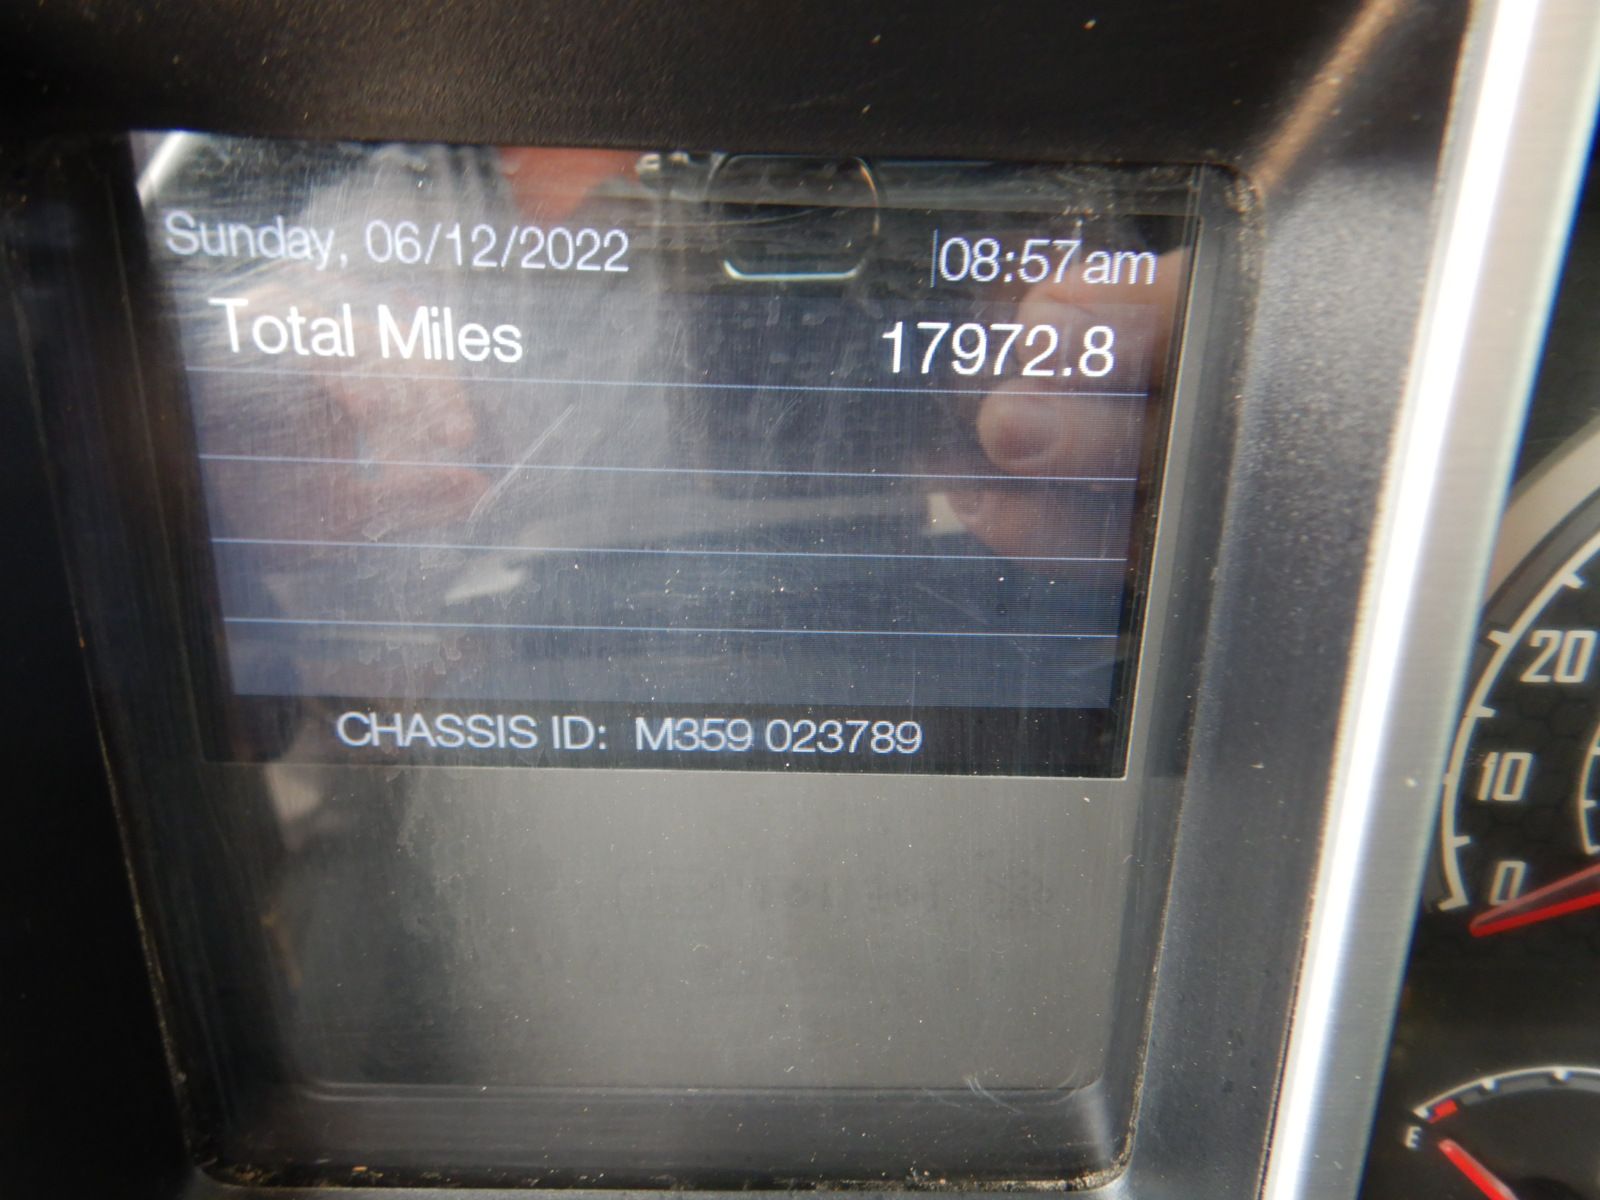 Sunday, 06/12/2022 08:57am
Total Miles 17972.8
CHASSIS ID: M359 023789
20
10
0
E